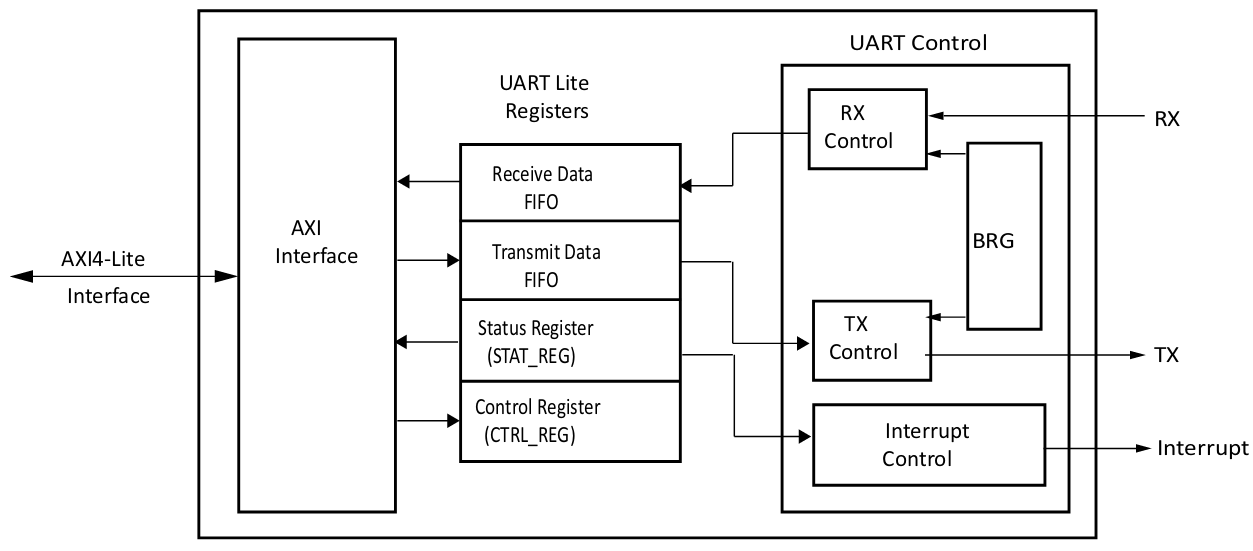 UART Control
UART Lite
Registers
RX
Control
RX
Receive Data
FIFO
AXI
Interface
BRG
Transmit Data
FIFO
AXI4-Lite
Interface
Status Register
(STAT_REG)
TX
Control
TX
Control Register
(CTRL_REG)
Interrupt
Control
Interrupt